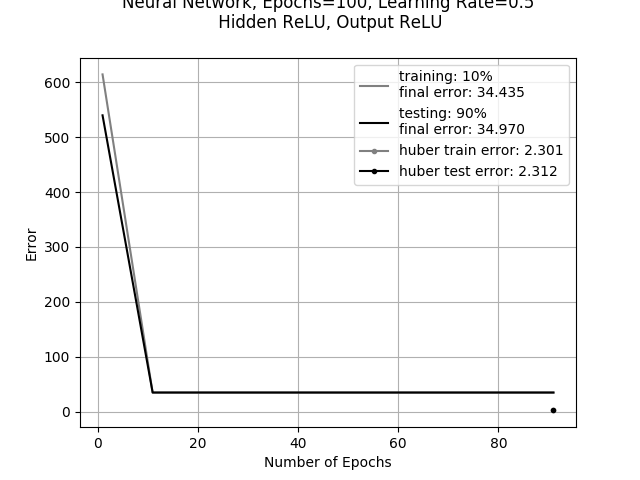 Neural Network, Epochs=100, Learning Rate=0.5
Hidden ReLU, Output ReLU
600
500
400
300
200
100
0
Error
training: 10%
final error: 34.435
testing: 90%
final error: 34.970
huber train error: 2.301
huber test error: 2.312
0 20 40 60 80
Number of Epochs